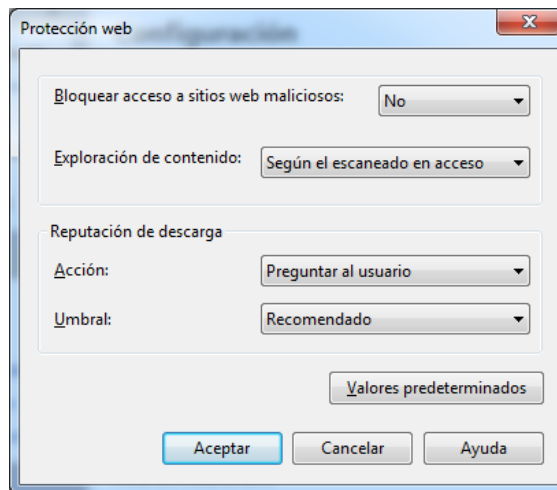 Protección web
Configuración
Bloquear acceso a sitios web maliciosos: No
Exploración de contenido: Según el escaneado en acceso
Reputación de descarga
Acción: Preguntar al usuario
Umbral: Recomendado
Valores predeterminados
Aceptar Cancelar Ayuda